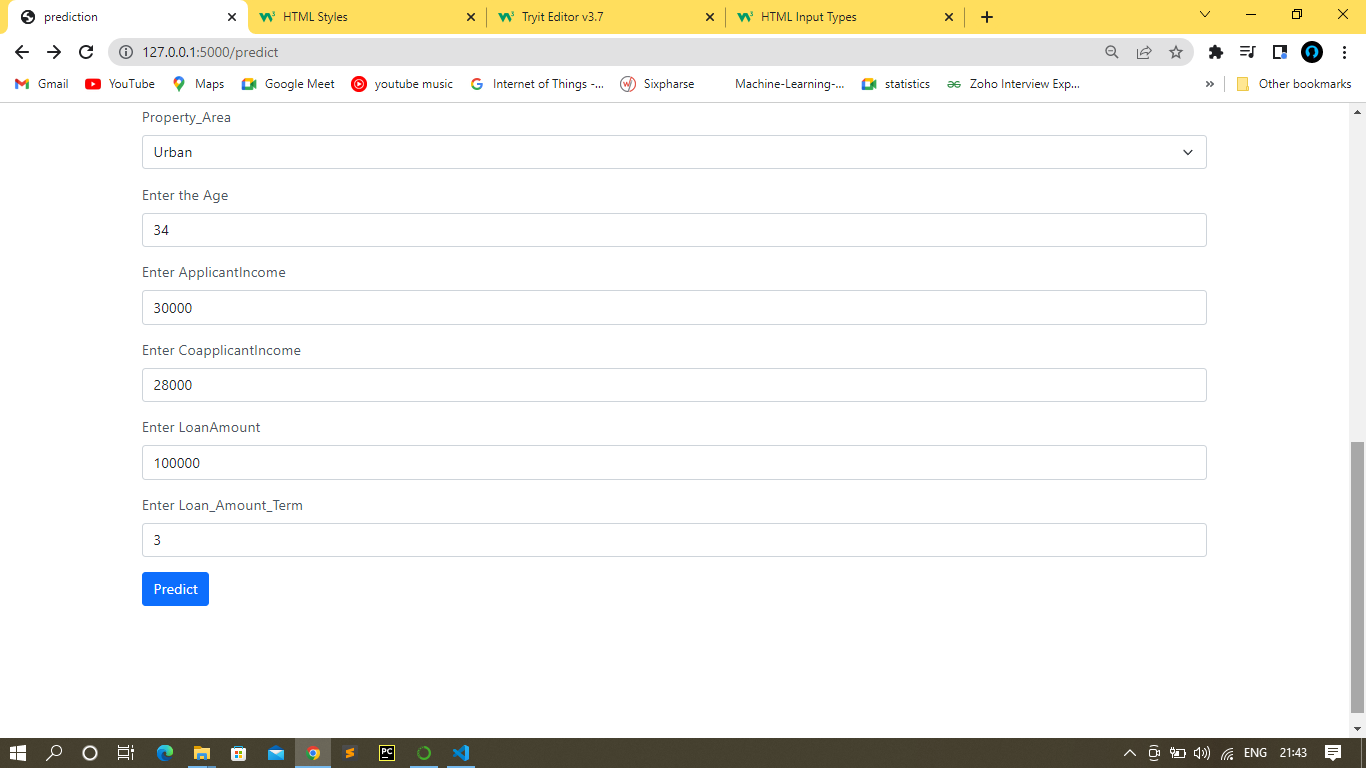 prediction
HTML Styles
Tryit Editor v3.7
HTML Input Types
127.0.0.1:5000/predict
Gmail
YouTube
Maps
Google Meet
youtube music
Internet of Things -...
Sixpharse
Machine-Learning-...
statistics
Zoho Interview Exp...
»
Other bookmarks
Property_Area
Urban
Enter the Age
34
Enter ApplicantIncome
30000
Enter CoapplicantIncome
28000
Enter LoanAmount
100000
Enter Loan_Amount_Term
3
Predict
PC
ENG
21:43